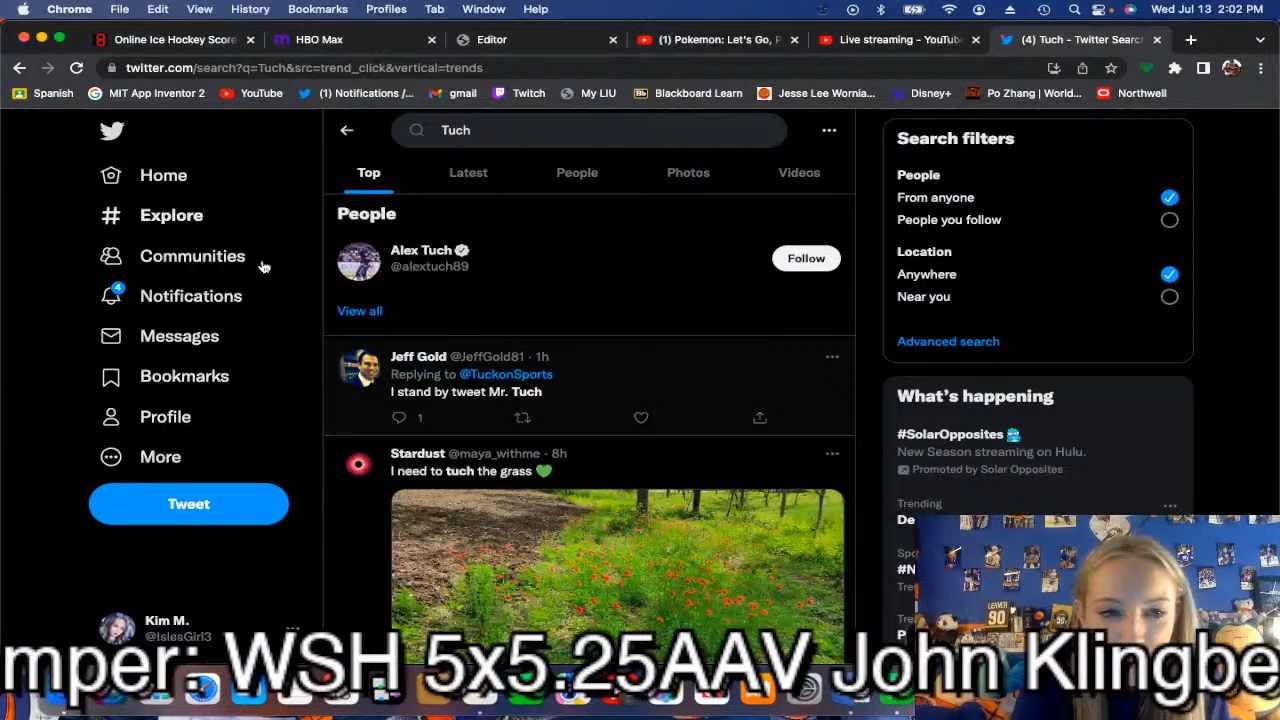 Chrome File Edit View History Bookmarks Profiles Tab Window Help Wed Jul 13 2:02 PM
Online Ice Hockey Score HBO Max Editor (1) Pokemon: Let's Go, P Live streaming - YouTub (4) Tuch - Twitter Searc
twitter.com/search?q=Tuch&src=trend_click&vertical=trends
Spanish MIT App Inventor 2 YouTube (1) Notifications /... gmail Twitch My LIU Blackboard Learn Jesse Lee Wornia... Disney+ Po Zhang | World... Northwell
Home
Explore
Communities
4
Notifications
Messages
Bookmarks
Profile
More
Tweet
Kim M.
@IslesGirl3
Tuch
Top Latest People Photos Videos
People
Alex Tuch
@alextuch89
Follow
View all
Jeff Gold @JeffGold81 · 1h
Replying to @TuckonSports
I stand by tweet Mr. Tuch
1
Stardust @maya_withme · 8h
I need to tuch the grass
Search filters
People
From anyone
People you follow
Location
Anywhere
Near you
Advanced search
What's happening
#SolarOpposites
New Season streaming on Hulu.
Promoted by Solar Opposites
Trending
De
Spo
#N
Tre
Tre
P
LEHNER
90
mper: WSH 5x5.25AAV John Klingbe